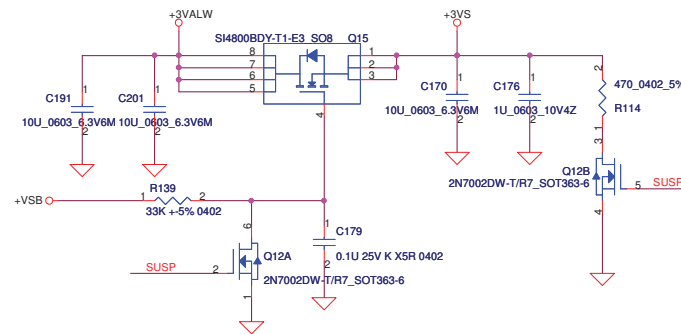 +3VALW
+3VS
SI4800BDY-T1-E3_SO8
Q15
8
7
6
5
1
2
3
4
1
C191
2
10U_0603_6.3V6M
1
C201
2
10U_0603_6.3V6M
1
C170
2
10U_0603_6.3V6M
1
C176
2
1U_0603_10V4Z
2
470_0402_5%
R114
1
3
Q12B
2N7002DW-T/R7_SOT363-6
5
SUSP
4
+VSB
1
R139
2
33K +-5% 0402
6
Q12A
SUSP
2
2N7002DW-T/R7_SOT363-6
1
1
C179
0.1U 25V K X5R 0402
2